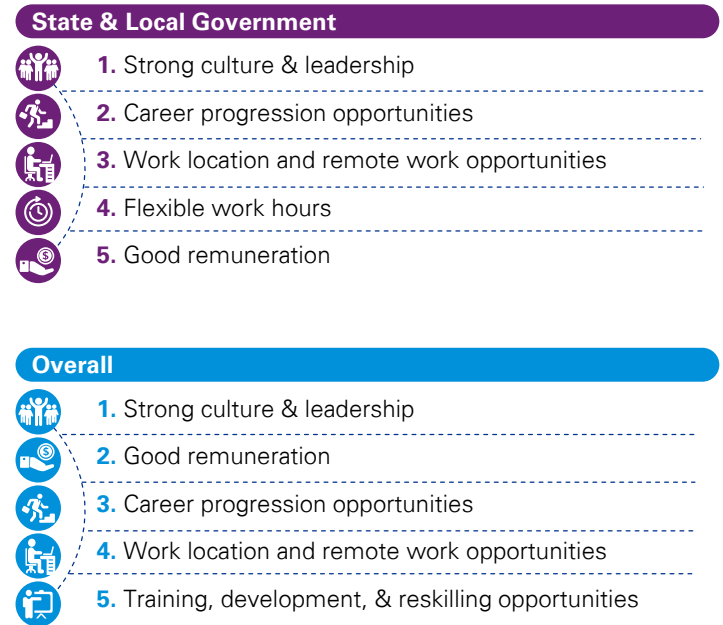 State & Local Government
1. Strong culture & leadership
2. Career progression opportunities
3. Work location and remote work opportunities
4. Flexible work hours
5. Good remuneration
Overall
1. Strong culture & leadership
2. Good remuneration
3. Career progression opportunities
4. Work location and remote work opportunities
5. Training, development, & reskilling opportunities